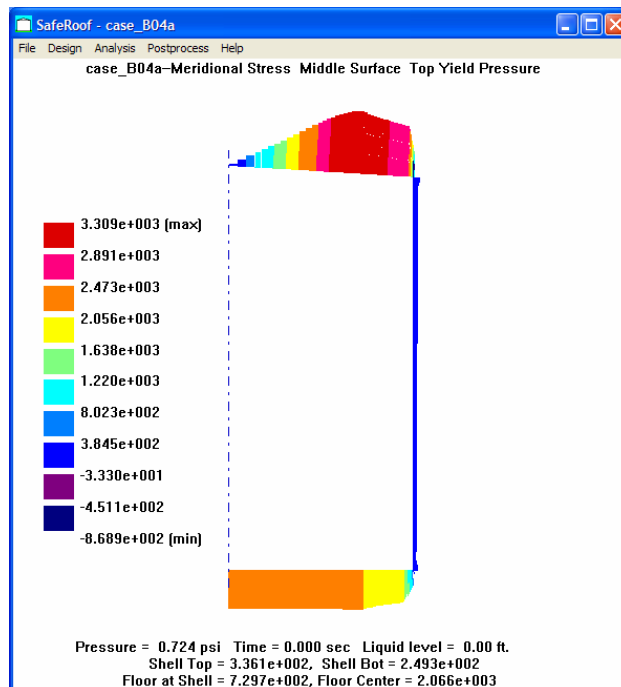 SafeRoof - case_B04a
File Design Analysis Postprocess Help
case_B04a-Meridional Stress Middle Surface Top Yield Pressure
3.309e+003 (max)
2.891e+003
2.473e+003
2.056e+003
1.638e+003
1.220e+003
8.023e+002
3.845e+002
-3.330e+001
-4.511e+002
-8.689e+002 (min)
Pressure = 0.724 psi Time = 0.000 sec Liquid level = 0.00 ft.
Shell Top = 3.361e+002, Shell Bot = 2.493e+002
Floor at Shell = 7.297e+002, Floor Center = 2.066e+003